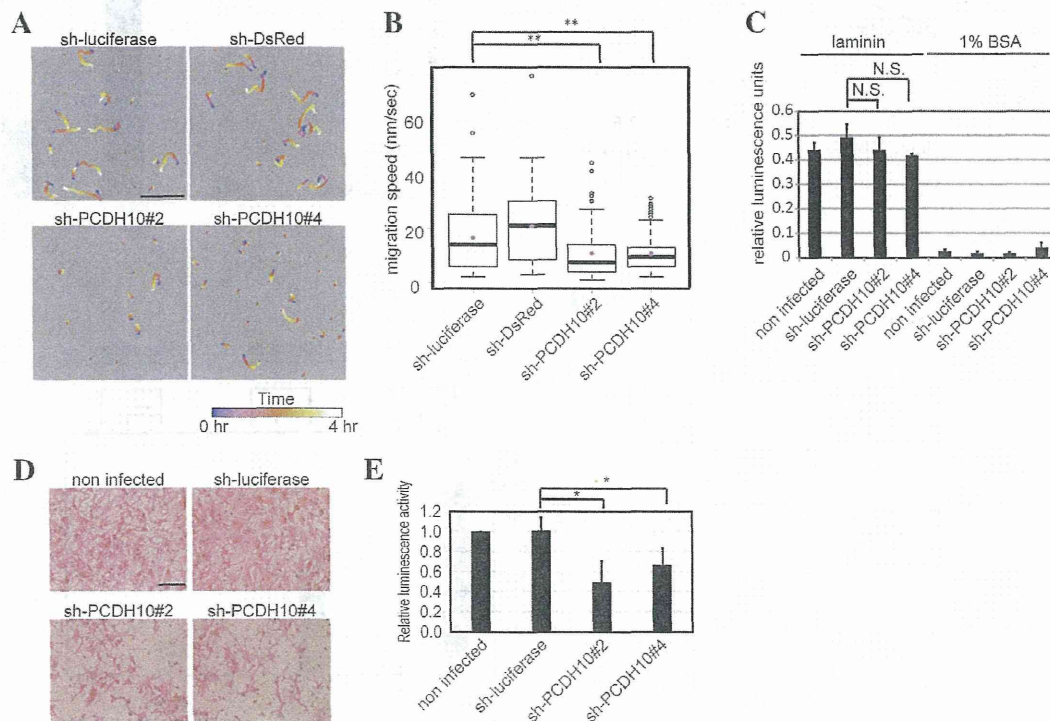 A
sh-luciferase
sh-DsRed
sh-PCDH10#2
sh-PCDH10#4
Time
0 hr
4 hr
B
**
**
migration speed (nm/sec)
60
40
20
0
sh-luciferase
sh-DsRed
sh-PCDH10#2
sh-PCDH10#4
C
laminin
1% BSA
N.S.
N.S.
relative luminescence units
0.6
0.5
0.4
0.3
0.2
0.1
0
non infected
sh-luciferase
sh-PCDH10#2
sh-PCDH10#4
non infected
sh-luciferase
sh-PCDH10#2
sh-PCDH10#4
D
non infected
sh-luciferase
sh-PCDH10#2
sh-PCDH10#4
E
*
*
Relative luminescence activity
1.2
1.0
0.8
0.6
0.4
0.2
0.0
non infected
sh-luciferase
sh-PCDH10#2
sh-PCDH10#4